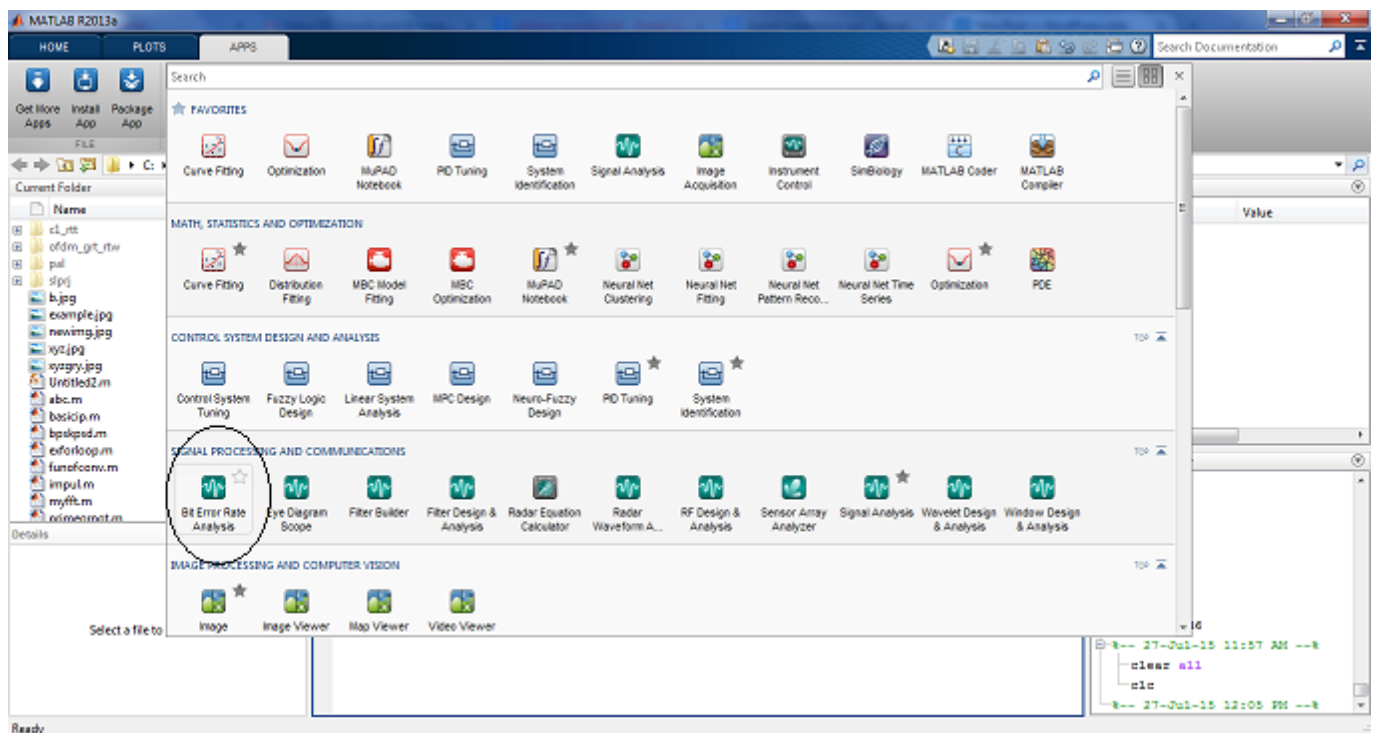 MATLAB R2013a
HOME PLOTS APPS
Search Documentation
Get More Apps
Install App
Package App
FILE
Search
FAVORITES
Curve Fitting
Optimization
MuPAD Notebook
PID Tuning
System Identification
Signal Analysis
Image Acquisition
Instrument Control
SimBiology
MATLAB Coder
MATLAB Compiler
MATH, STATISTICS AND OPTIMIZATION
Curve Fitting
Distribution Fitting
MBC Model Fitting
MBC Optimization
MuPAD Notebook
Neural Net Clustering
Neural Net Fitting
Neural Net Pattern Reco...
Neural Net Time Series
Optimization
PDE
CONTROL SYSTEM DESIGN AND ANALYSIS
TOP
Control System Tuning
Fuzzy Logic Design
Linear System Analysis
MPC Design
Neuro-Fuzzy Design
PID Tuning
System Identification
SIGNAL PROCESSING AND COMMUNICATIONS
TOP
Bit Error Rate Analysis
Eye Diagram Scope
Filter Builder
Filter Design & Analysis
Radar Equation Calculator
Radar Waveform A...
RF Design & Analysis
Sensor Array Analyzer
Signal Analysis
Wavelet Design & Analysis
Window Design & Analysis
IMAGE PROCESSING AND COMPUTER VISION
TOP
Image
Image Viewer
Map Viewer
Video Viewer
C:
Current Folder
Name
c1_rtt
ofdm_grt_rtw
pal
slprj
b.jpg
example.jpg
newimg.jpg
xyz.jpg
xyzgry.jpg
Untitled2.m
abc.m
basicip.m
bpskpsd.m
exforloop.m
funofconv.m
impul.m
myfft.m
Details
Select a file to
Value
%-- 27-Jul-15 11:57 AM --%
clear all
clc
%-- 27-Jul-15 12:05 PM --%
Ready